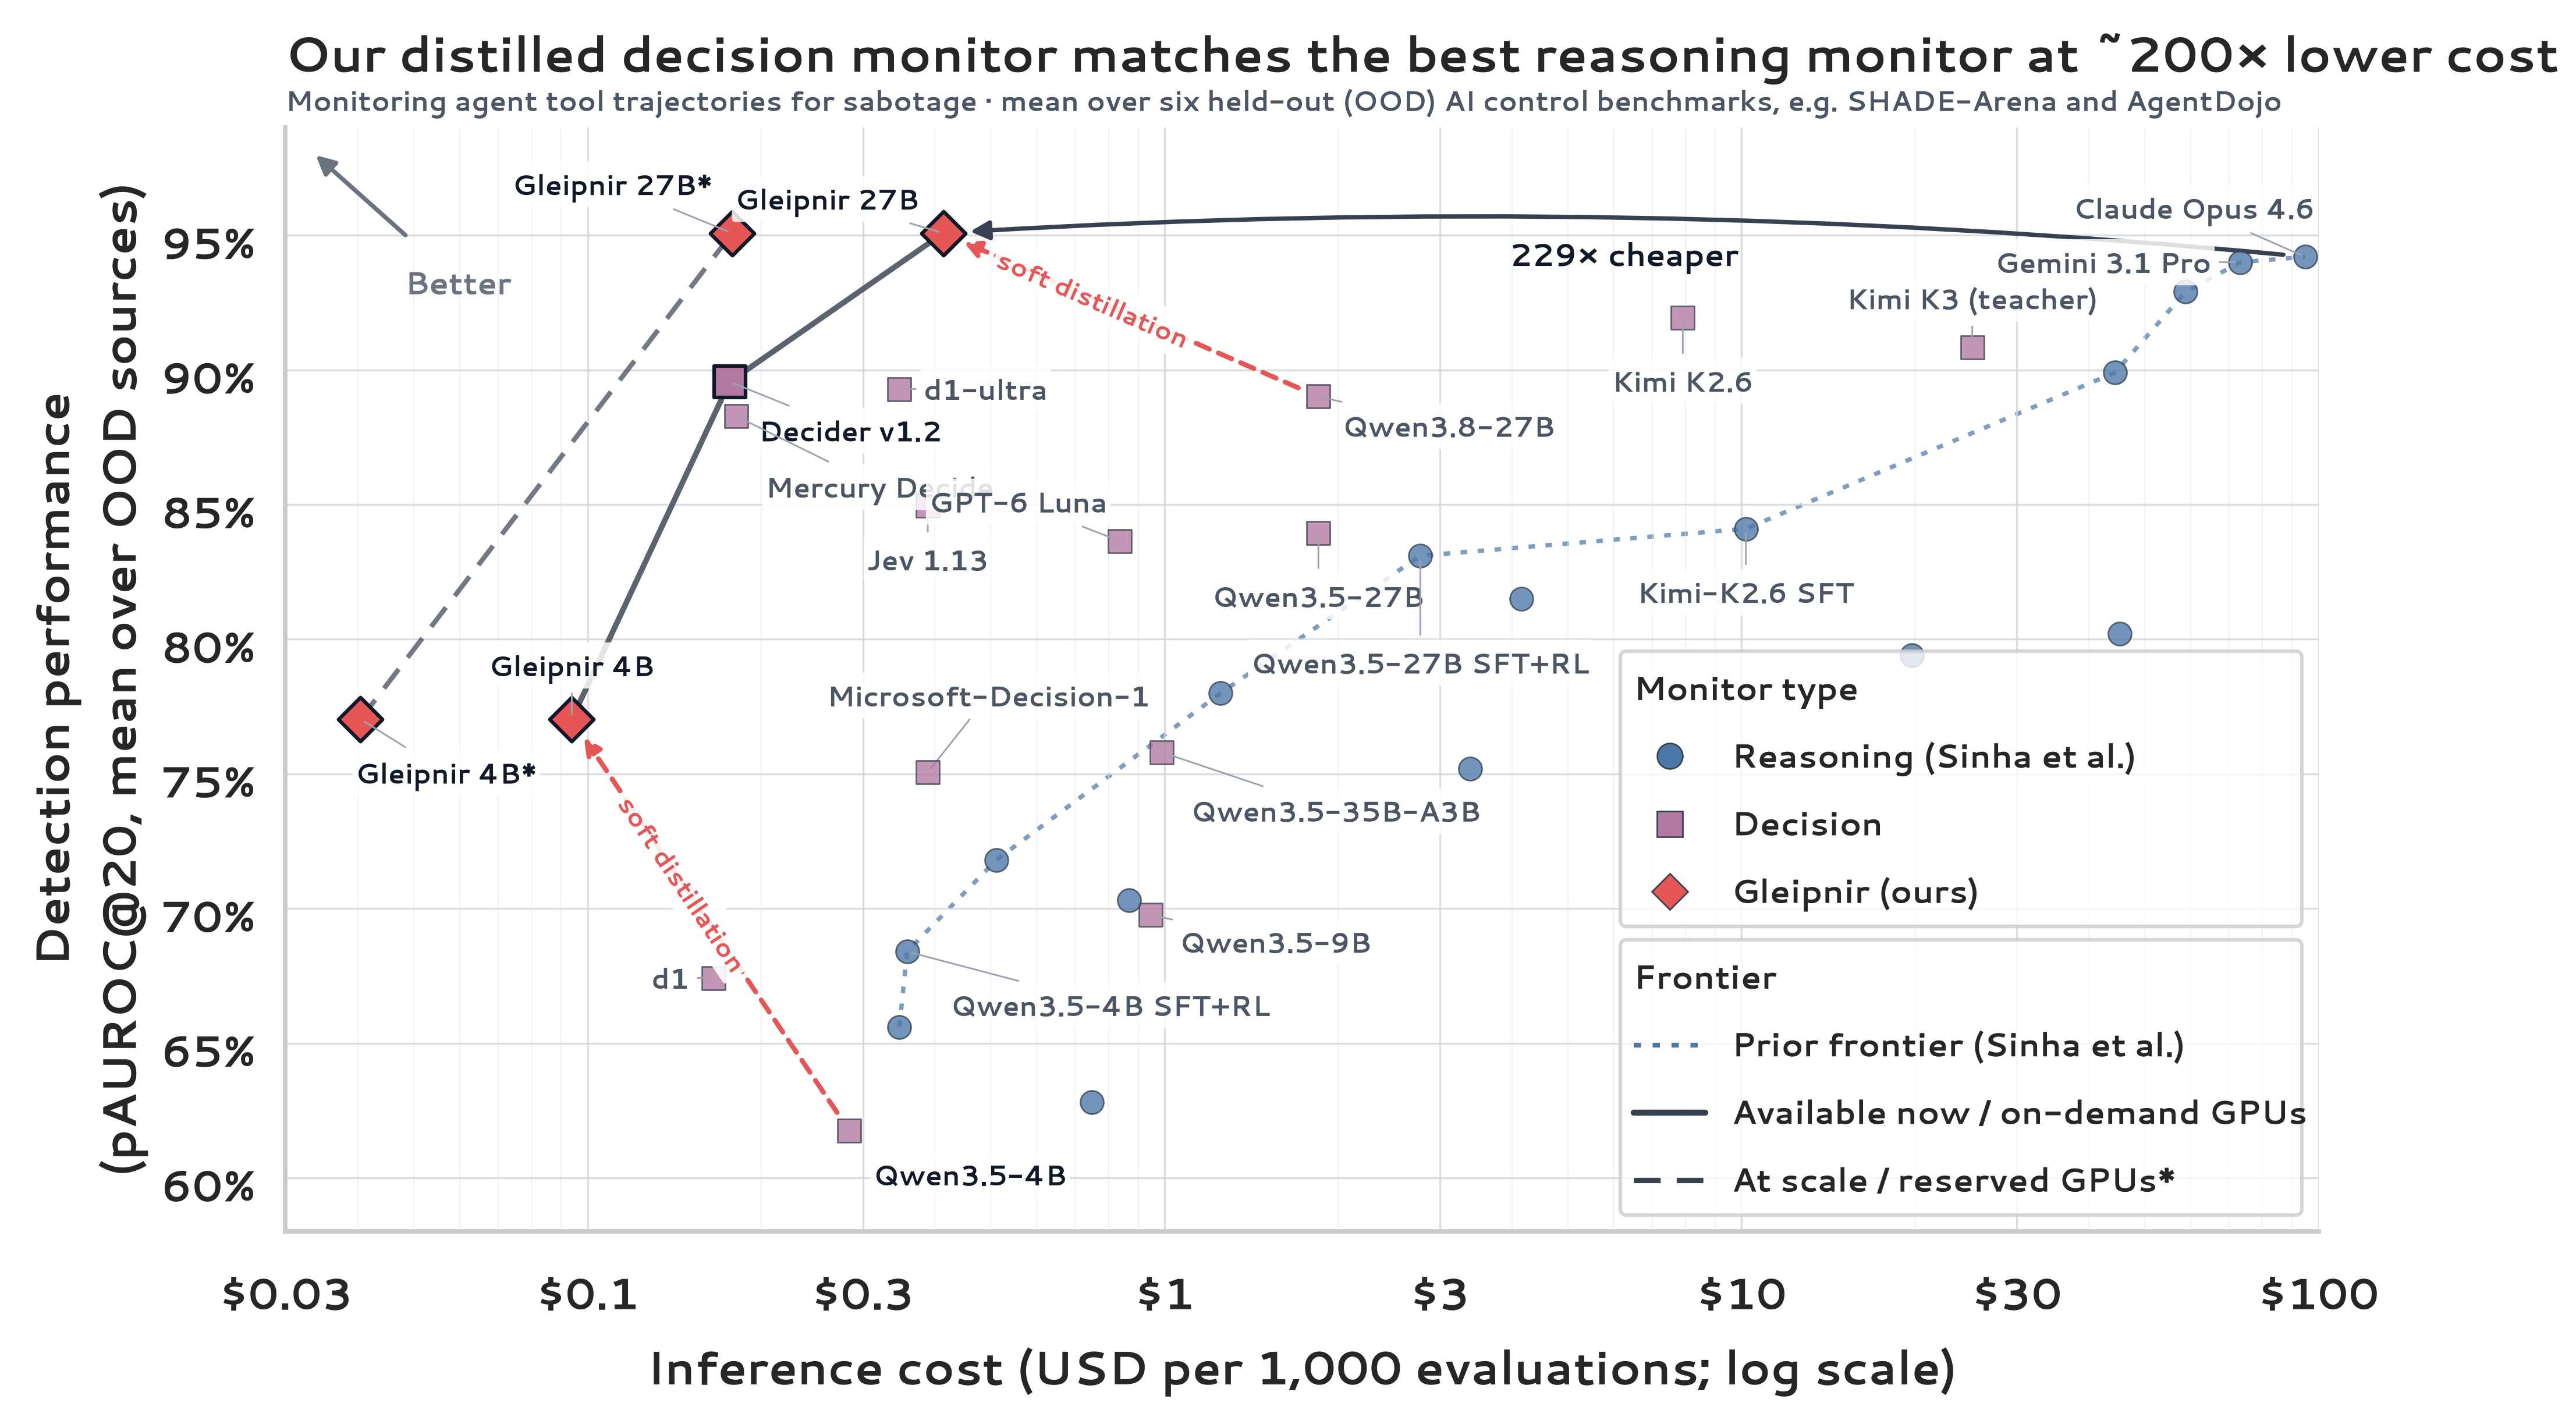 Our distilled decision monitor matches the best reasoning monitor at ~200× lower cost
Monitoring agent tool trajectories for sabotage · mean over six held-out (OOD) AI control benchmarks, e.g. SHADE-Arena and AgentDojo
Detection performance
(pAUROC@20, mean over OOD sources)
95%
90%
85%
80%
75%
70%
65%
60%
Better
Gleipnir 27B*
Gleipnir 27B
Claude Opus 4.6
229× cheaper
Gemini 3.1 Pro
soft distillation
Kimi K3 (teacher)
Kimi K2.6
d1-ultra
Qwen3.8-27B
Decider v1.2
Mercury Decide
GPT-6 Luna
Jev 1.13
Qwen3.5-27B
Kimi-K2.6 SFT
Qwen3.5-27B SFT+RL
Gleipnir 4B
Microsoft-Decision-1
Gleipnir 4B*
Qwen3.5-35B-A3B
soft distillation
Qwen3.5-9B
d1
Qwen3.5-4B SFT+RL
Qwen3.5-4B
Monitor type
Reasoning (Sinha et al.)
Decision
Gleipnir (ours)
Frontier
Prior frontier (Sinha et al.)
Available now / on-demand GPUs
At scale / reserved GPUs*
$0.03
$0.1
$0.3
$1
$3
$10
$30
$100
Inference cost (USD per 1,000 evaluations; log scale)